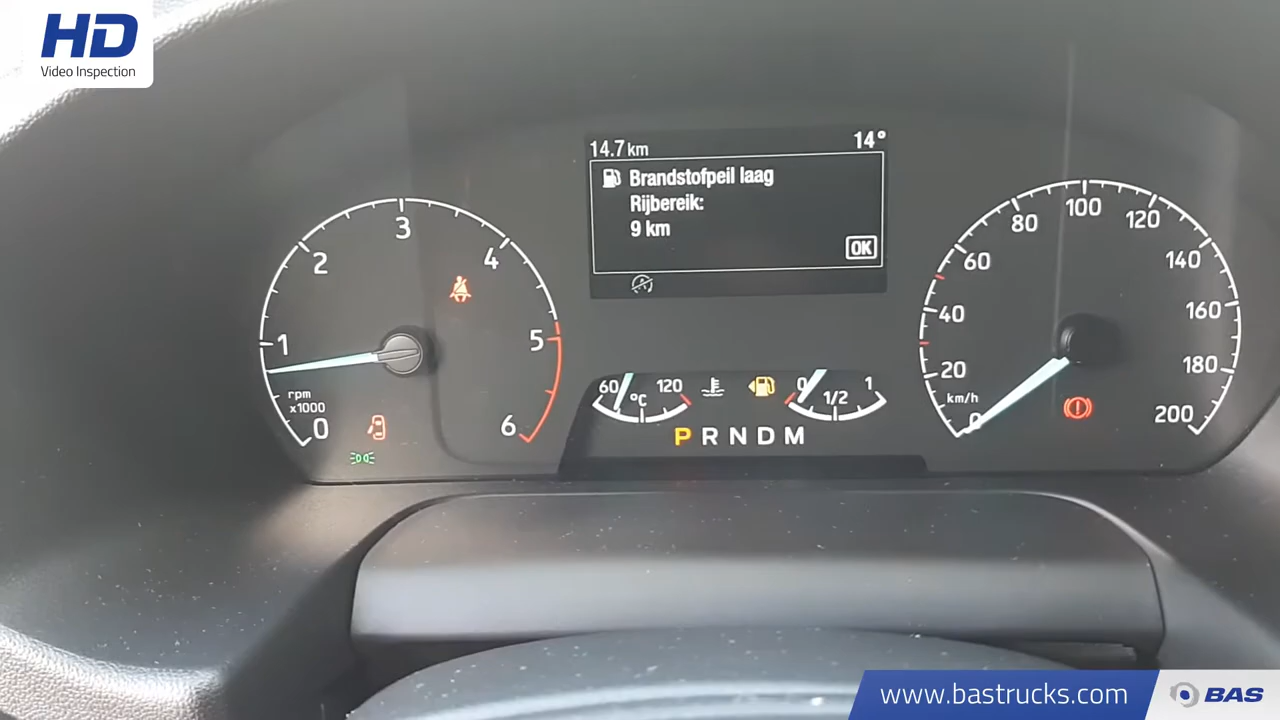 HD
Video Inspection
14.7 km
14°
Brandstofpeil laag
Rijbereik:
9 km
OK
0
1
2
3
4
5
6
rpm
x1000
60
120
°C
0
1/2
1
P R N D M
0
20
40
60
80
100
120
140
160
180
200
km/h
www.bastrucks.com
BAS